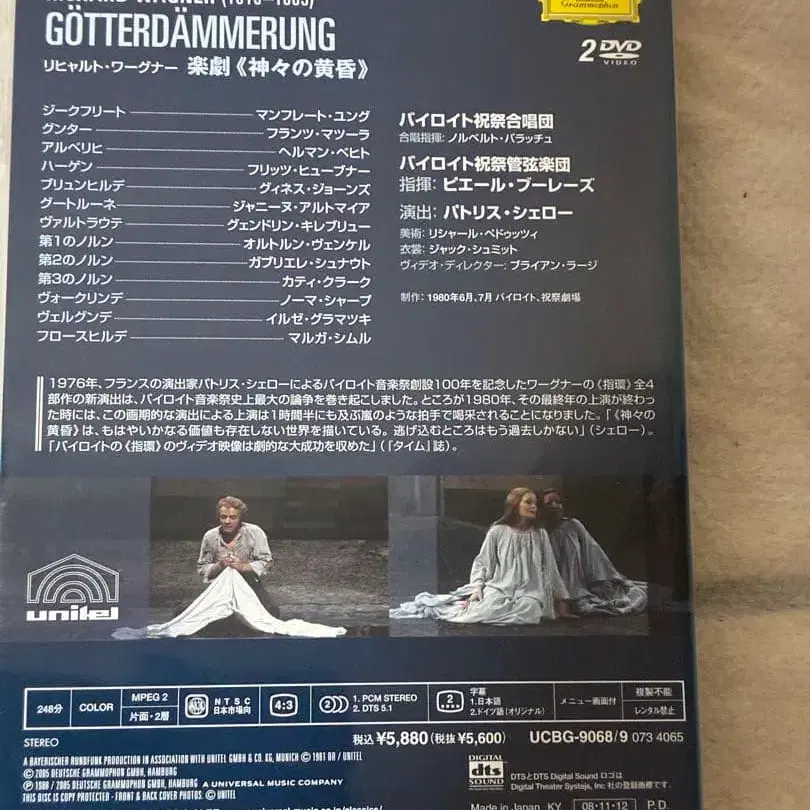 GÖTTERDÄMMERUNG
リヒャルト・ワーグナー 楽劇《神々の黄昏》
Deutsche Grammophon
2 DVD VIDEO
ジークフリート マンフレート・ユング
グンター フランツ・マツーラ
アルベリヒ ヘルマン・ベヒト
ハーゲン フリッツ・ヒューブナー
ブリュンヒルデ グィネス・ジョーンズ
グートルーネ ジャニーヌ・アルトマイア
ヴァルトラウテ グェンドリン・キレブリュー
第1のノルン オルトルン・ヴェンケル
第2のノルン ガブリエレ・シュナウト
第3のノルン カティ・クラーク
ヴォークリンデ ノーマ・シャープ
ヴェルグンデ イルゼ・グラマツキ
フロースヒルデ マルガ・シムル
バイロイト祝祭合唱団
合唱指揮: ノルベルト・バラッチュ
バイロイト祝祭管弦楽団
指揮: ピエール・ブーレーズ
演出: パトリス・シェロー
美術: リシャール・ペドゥッツィ
衣裳: ジャック・シュミット
ヴィデオ・ディレクター: ブライアン・ラージ
制作: 1980年6月、7月 バイロイト、祝祭劇場
1976年、フランスの演出家パトリス・シェローによるバイロイト音楽祭創設100年を記念したワーグナーの《指環》全4
部作の新演出は、バイロイト音楽祭史上最大の論争を巻き起こしました。ところが1980年、その最終年の上演が終わっ
た時には、この画期的な演出による上演は1時間半にも及ぶ嵐のような拍手で喝采されることになりました。「《神々の
黄昏》は、もはやいかなる価値も存在しない世界を描いている。逃げ込むところはもう過去しかない」(シェロー)。
「バイロイトの《指環》のヴィデオ映像は劇的な大成功を収めた」(「タイム」誌)。
unitel
248分 COLOR MPEG 2 片面・2層 NTSC 日本市場向 4:3 1. PCM STEREO 2. DTS 5.1 2 字幕 1.日本語 2.ドイツ語(オリジナル) メニュー画面付 複製不能 レンタル禁止
STEREO
税込¥5,880(税抜¥5,600) UCBG-9068/9 073 4065
A BAYERISCHER RUNDFUNK PRODUCTION IN ASSOCIATION WITH UNITEL GMBH & CO. KG, MUNICH © 1981 BR / UNITEL
© 2005 DEUTSCHE GRAMMOPHON GMBH, HAMBURG
DEUTSCHE GRAMMOPHON GMBH, HAMBURG A UNIVERSAL MUSIC COMPANY
THIS DISC IS COPY PROTECTED · FRONT & BACK COVER PHOTOS: © UNITEL
DIGITAL dts SOUND
DTSとDTS Digital Sound ロゴは
Digital Theater Systems, Inc 社の登録商標です.
Made in Japan KY 08・11・12 P.D.